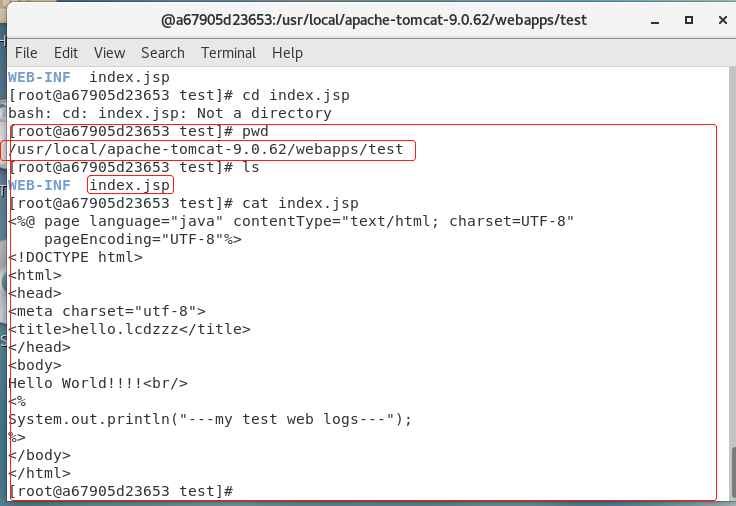 @a67905d23653:/usr/local/apache-tomcat-9.0.62/webapps/test
File Edit View Search Terminal Help
WEB-INF  index.jsp
[root@a67905d23653 test]# cd index.jsp
bash: cd: index.jsp: Not a directory
[root@a67905d23653 test]# pwd
/usr/local/apache-tomcat-9.0.62/webapps/test
[root@a67905d23653 test]# ls
WEB-INF  index.jsp
[root@a67905d23653 test]# cat index.jsp
<%@ page language="java" contentType="text/html; charset=UTF-8"
    pageEncoding="UTF-8"%>
<!DOCTYPE html>
<html>
<head>
<meta charset="utf-8">
<title>hello.lcdzzz</title>
</head>
<body>
Hello World!!!!<br/>
<%
System.out.println("---my test web logs---");
%>
</body>
</html>
[root@a67905d23653 test]#